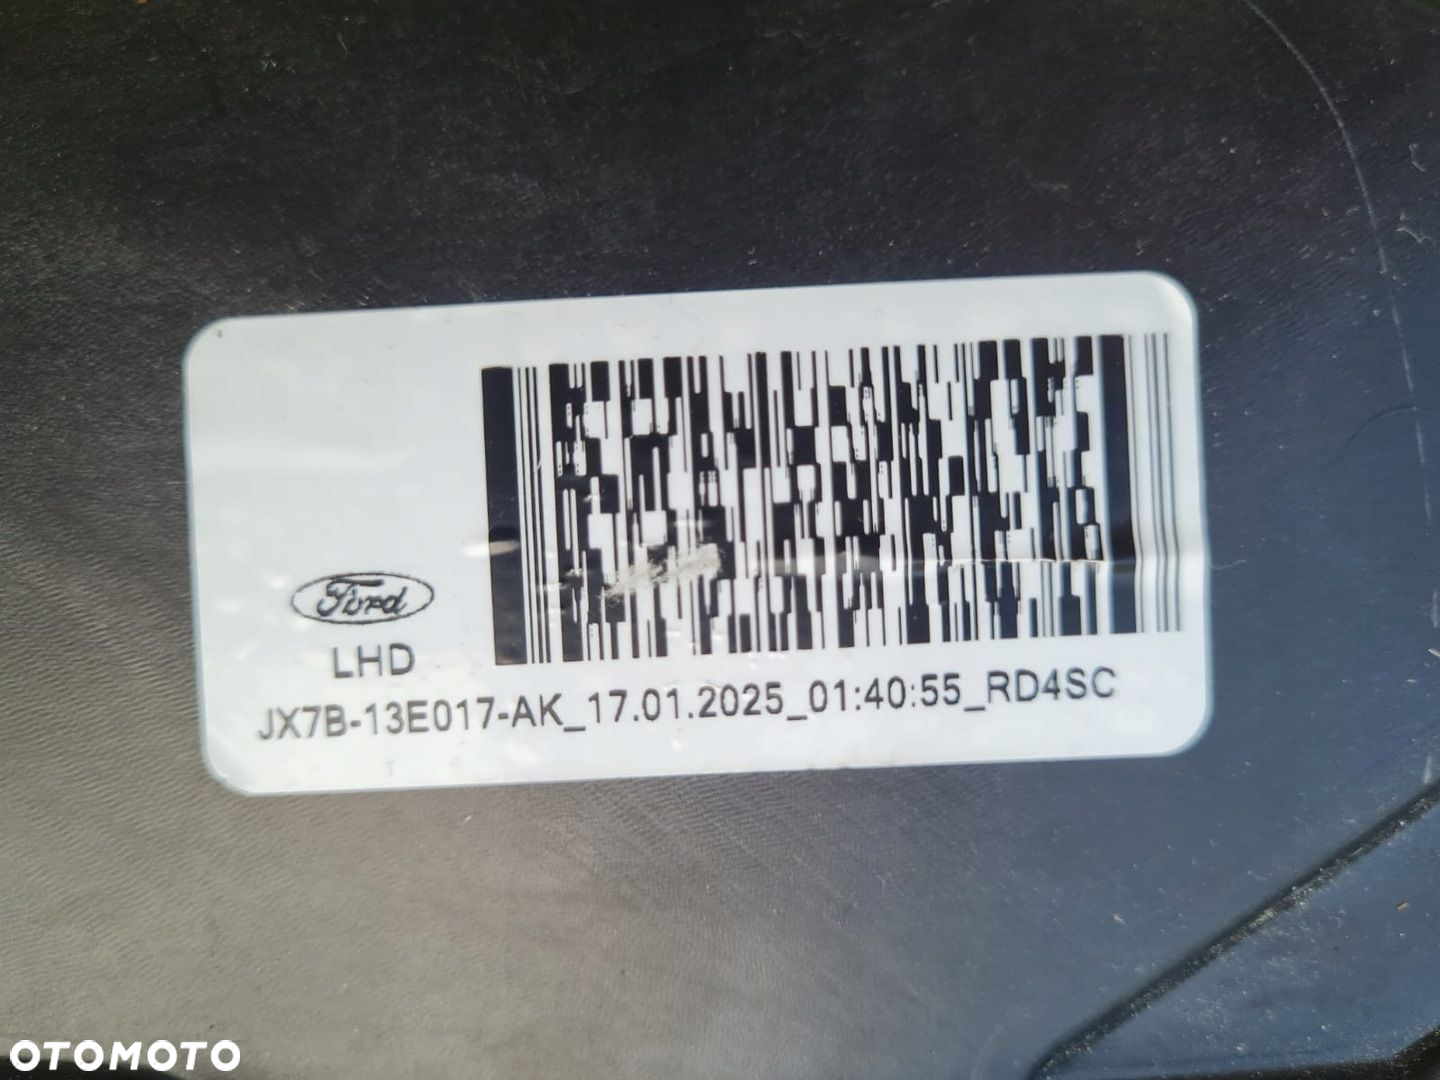 Ford
LHD
JX7B-13E017-AK_17.01.2025_01:40:55_RD4SC
OTOMOTO